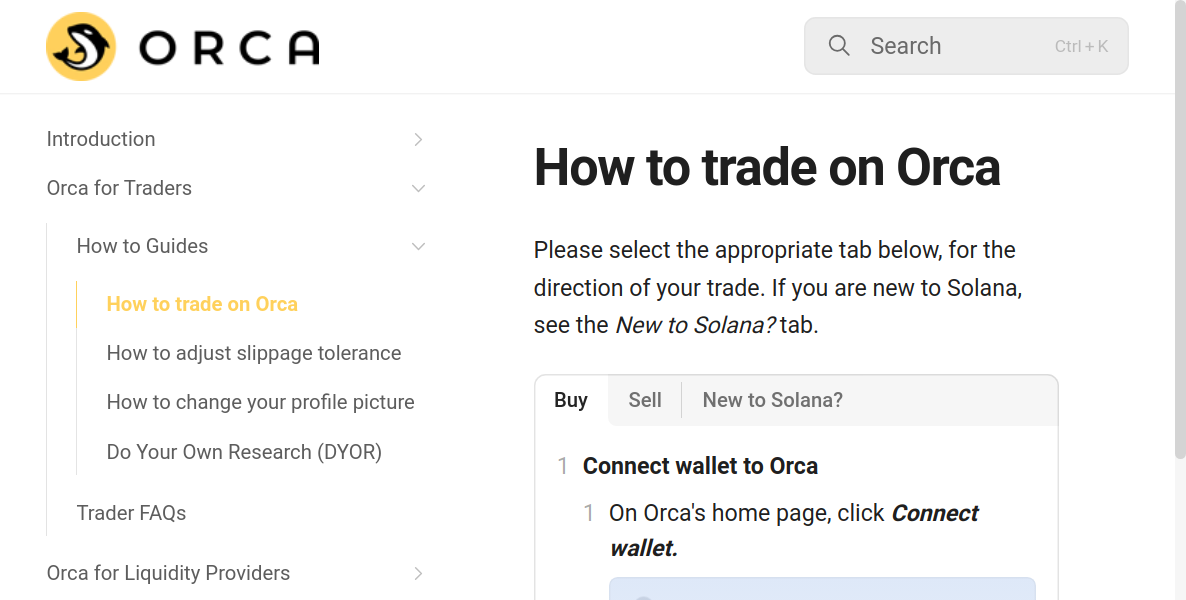 ORCA
Search
Ctrl + K
Introduction
Orca for Traders
How to Guides
How to trade on Orca
How to adjust slippage tolerance
How to change your profile picture
Do Your Own Research (DYOR)
Trader FAQs
Orca for Liquidity Providers
How to trade on Orca
Please select the appropriate tab below, for the
direction of your trade. If you are new to Solana,
see the New to Solana? tab.
Buy
Sell
New to Solana?
1 Connect wallet to Orca
1 On Orca's home page, click Connect
wallet.